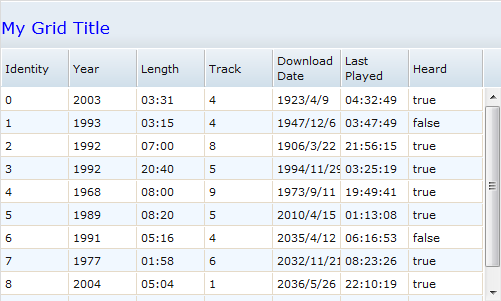 My Grid Title
Identity Year Length Track Download Date Last Played Heard
0 2003 03:31 4 1923/4/9 04:32:49 true
1 1993 03:15 4 1947/12/6 03:47:49 false
2 1992 07:00 8 1906/3/22 21:56:15 true
3 1992 20:40 5 1994/11/29 03:25:19 true
4 1968 08:00 9 1973/9/11 19:49:41 true
5 1989 08:20 5 2010/4/15 01:13:08 true
6 1991 05:16 4 2035/4/12 06:16:53 false
7 1977 01:58 6 2032/11/21 08:23:26 true
8 2004 05:04 1 2036/5/26 22:10:19 true